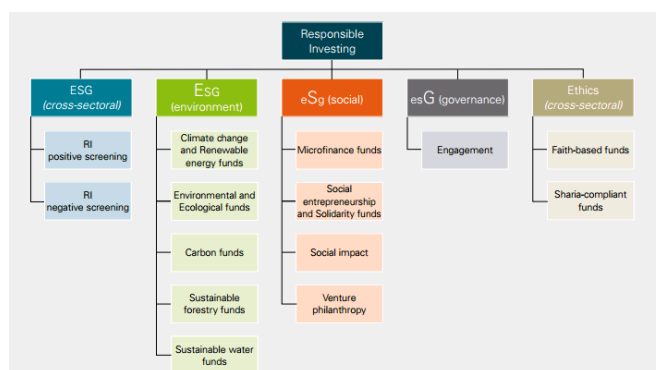 Responsible
Investing
ESG
(cross-sectoral)
RI
positive screening
RI
negative screening
ESG
(environment)
Climate change
and Renewable
energy funds
Environmental and
Ecological funds
Carbon funds
Sustainable
forestry funds
Sustainable water
funds
eSg (social)
Microfinance funds
Social
entrepreneurship
and Solidarity funds
Social impact
Venture
philanthropy
esG (governance)
Engagement
Ethics
(cross-sectoral)
Faith-based funds
Sharia-compliant
funds